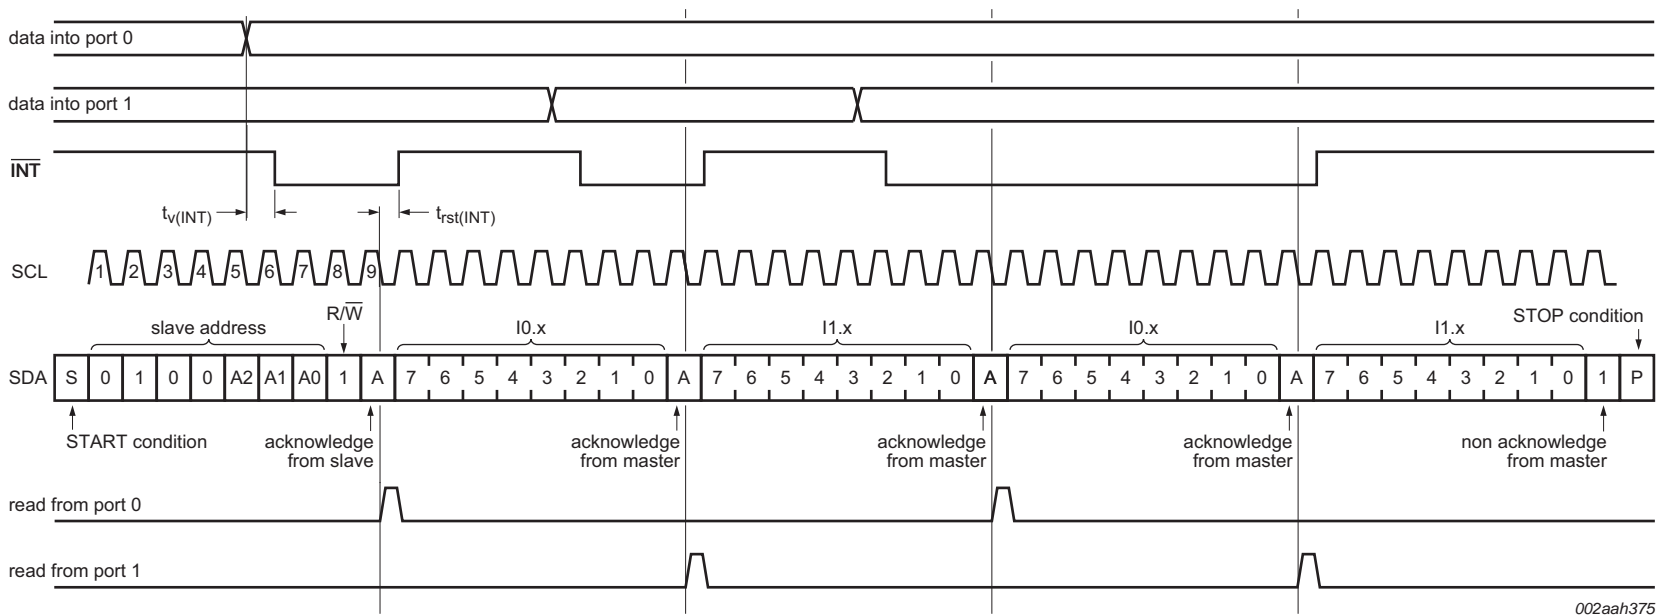 data into port 0
data into port 1
INT
tv(INT)
trst(INT)
SCL
1 2 3 4 5 6 7 8 9
R/W
slave address
I0.x
I1.x
I0.x
I1.x
STOP condition
SDA S 0 1 0 0 A2 A1 A0 1 A 7 6 5 4 3 2 1 0 A 7 6 5 4 3 2 1 0 A 7 6 5 4 3 2 1 0 A 7 6 5 4 3 2 1 0 1 P
START condition
acknowledge
from slave
acknowledge
from master
acknowledge
from master
acknowledge
from master
non acknowledge
from master
read from port 0
read from port 1
002aah375